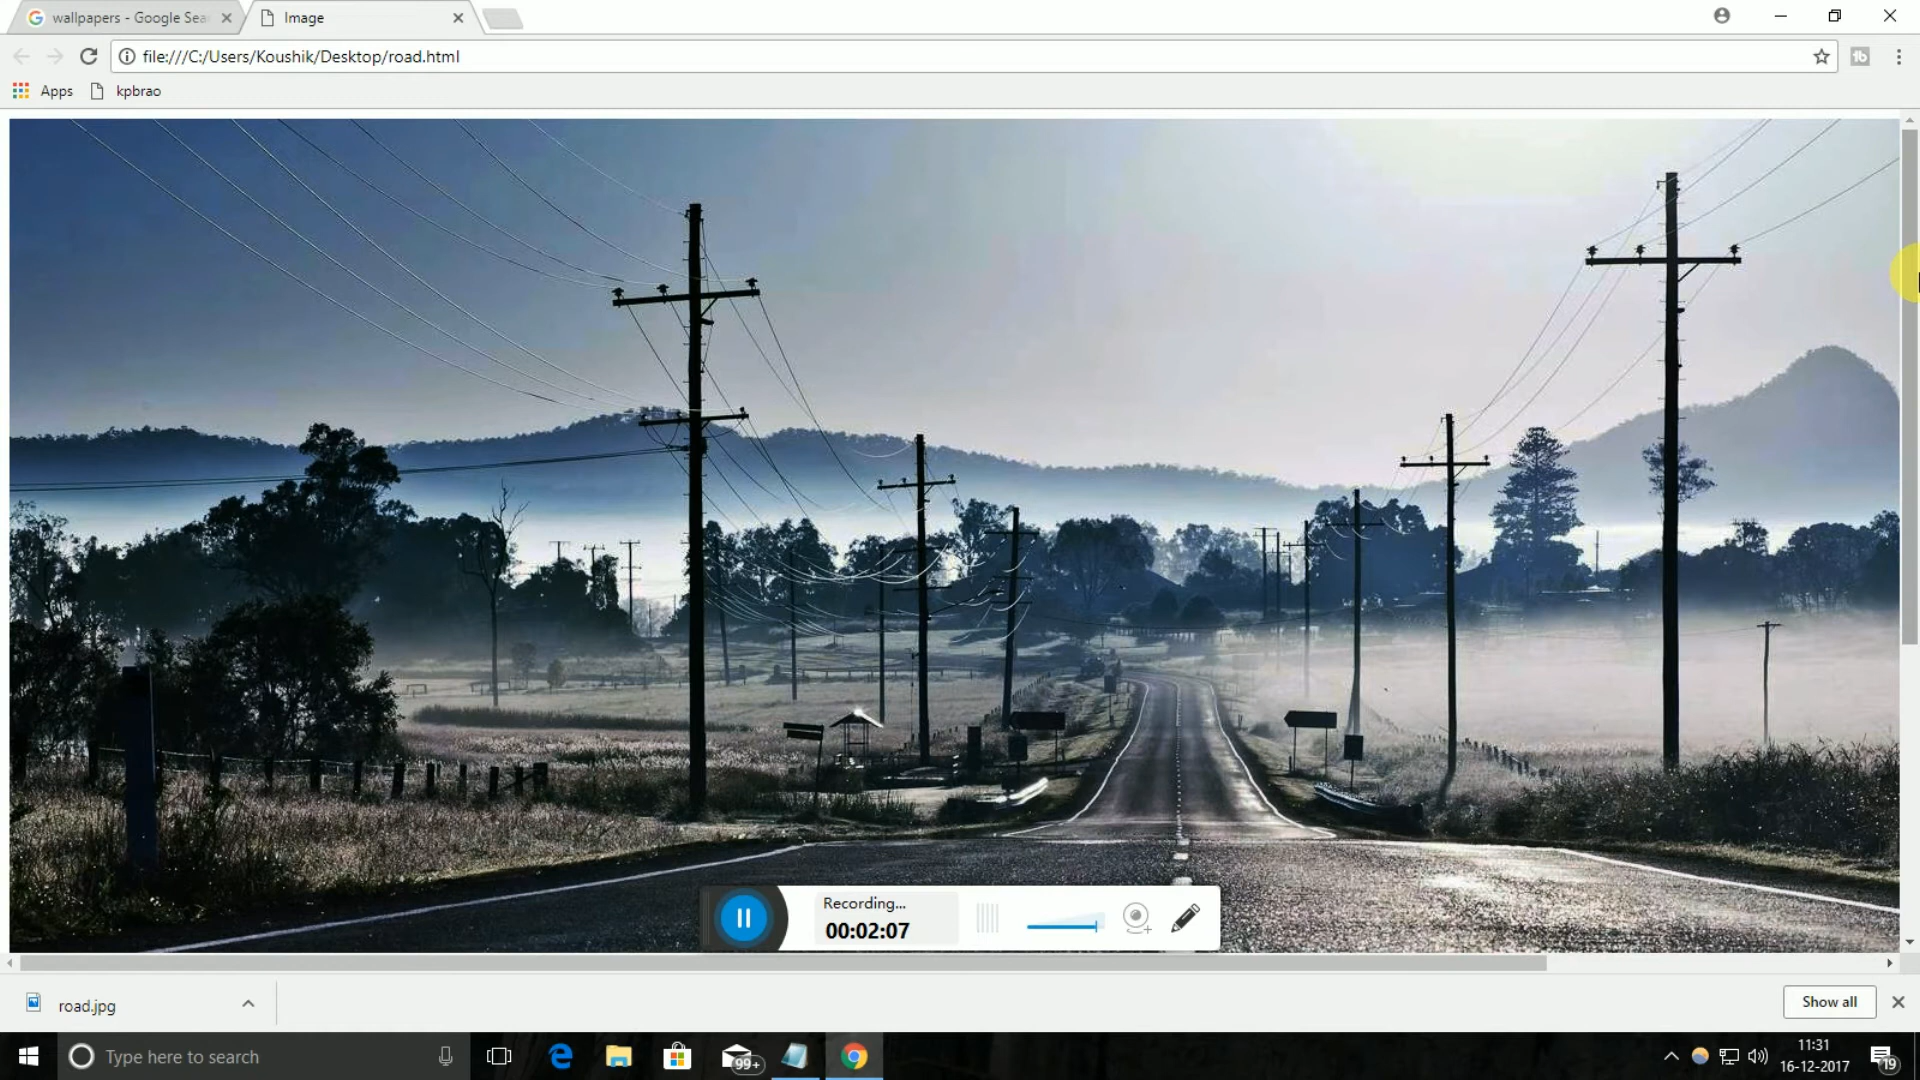 wallpapers - Google Sea
Image
file:///C:/Users/Koushik/Desktop/road.html
Apps
kpbrao
Recording...
00:02:07
road.jpg
Show all
Type here to search
99+
11:31
16-12-2017
19